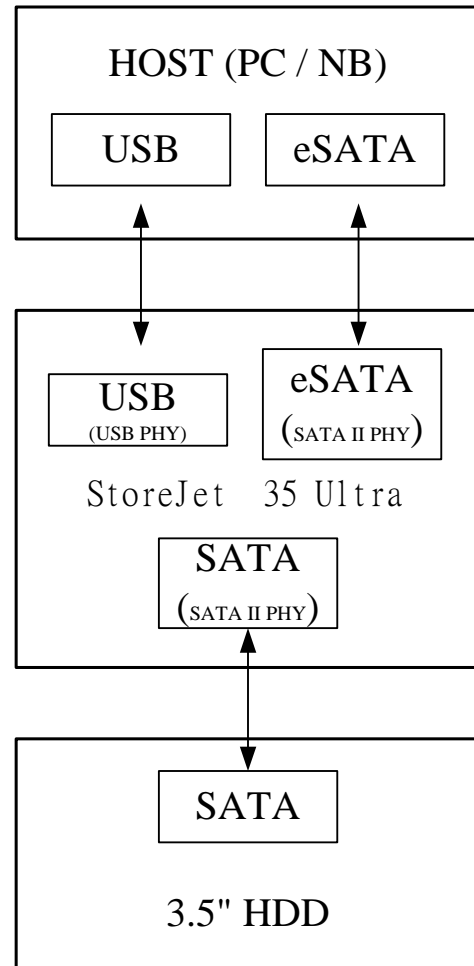 HOST (PC / NB)
USB eSATA
USB eSATA
(USB PHY) (SATA II PHY)
StoreJet 35 Ultra
SATA
(SATA II PHY)
SATA
3.5" HDD